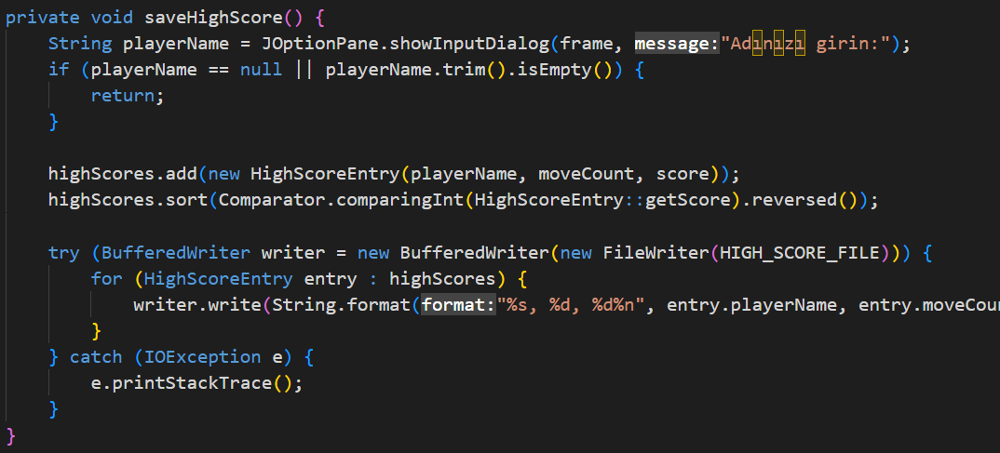 private void saveHighScore() {
String playerName = JOptionPane.showInputDialog(frame, message:"Adınızı girin:");
if (playerName == null || playerName.trim().isEmpty()) {
return;
}
highScores.add(new HighScoreEntry(playerName, moveCount, score));
highScores.sort(Comparator.comparingInt(HighScoreEntry::getScore).reversed());
try (BufferedWriter writer = new BufferedWriter(new FileWriter(HIGH_SCORE_FILE))) {
for (HighScoreEntry entry : highScores) {
writer.write(String.format(format:"%s, %d, %d%n", entry.playerName, entry.moveCou
}
} catch (IOException e) {
e.printStackTrace();
}
}